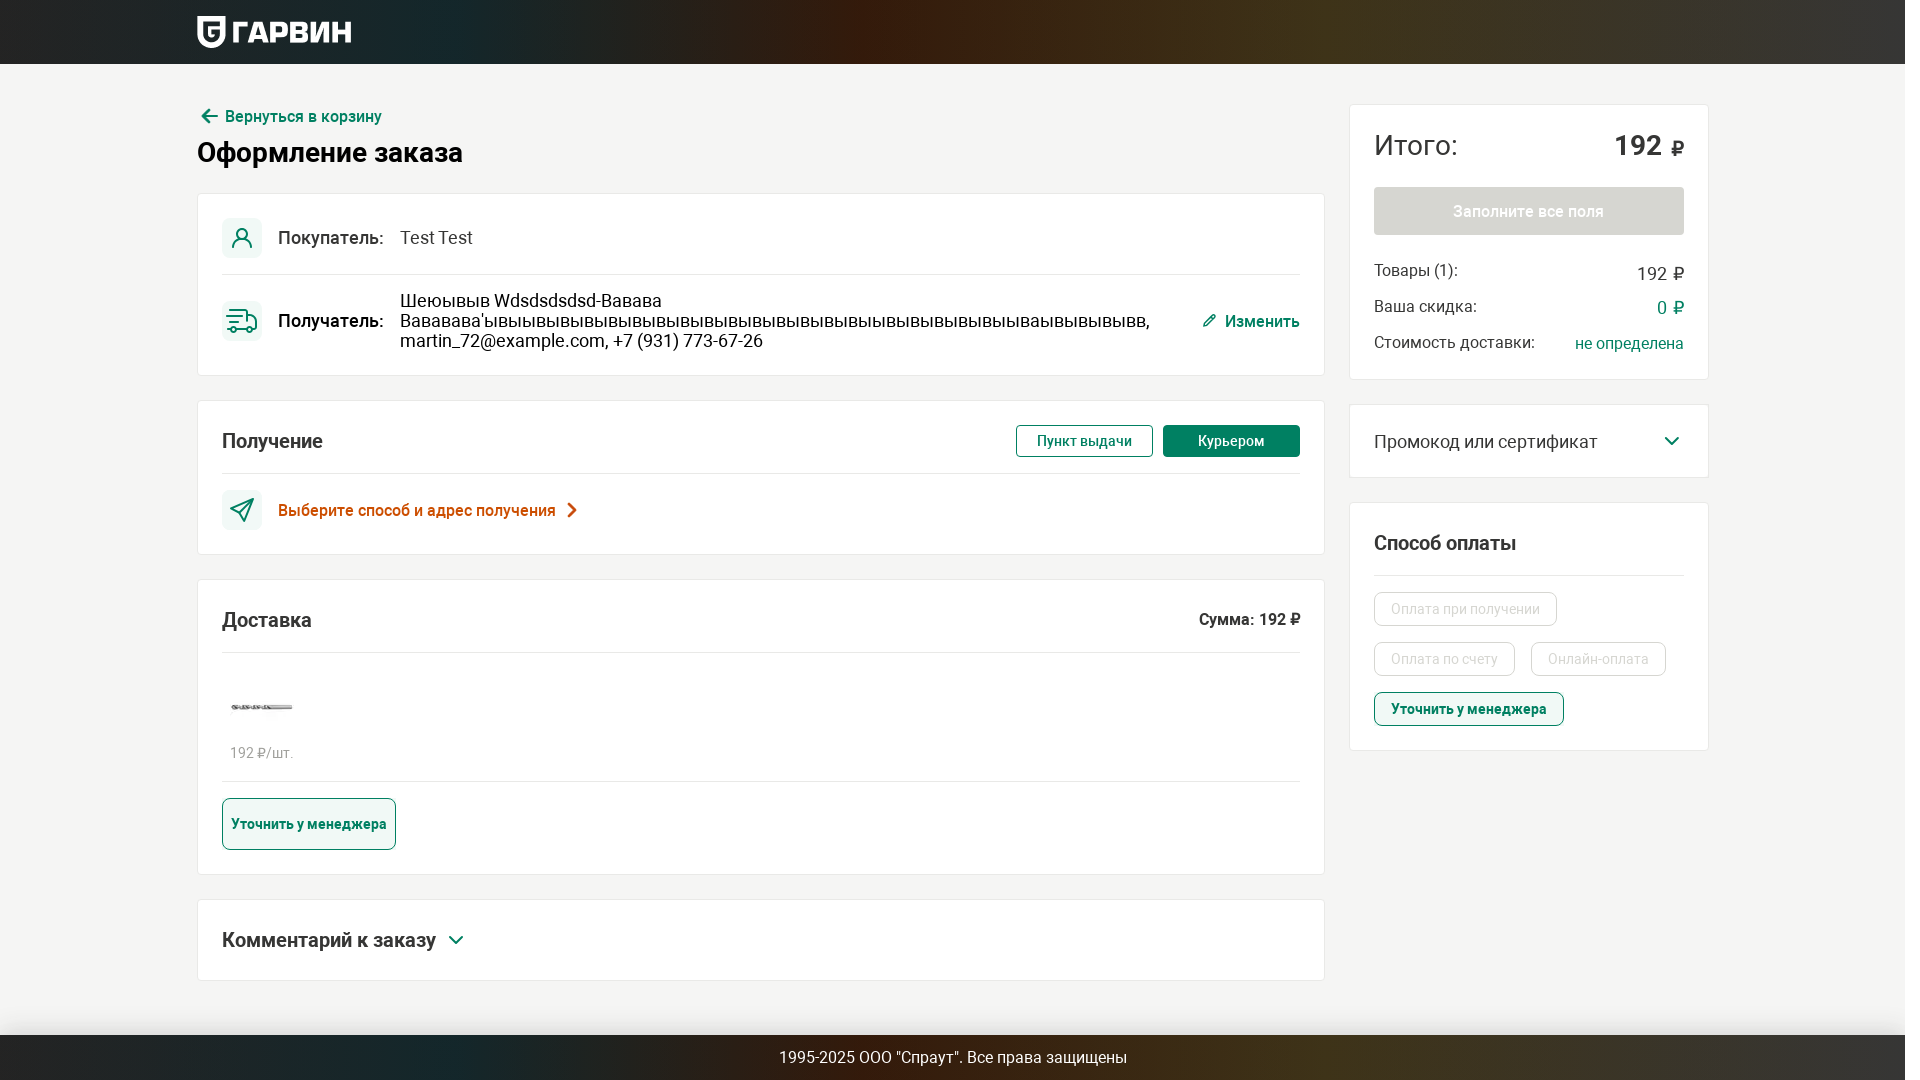 ГАРВИН
Вернуться в корзину
Оформление заказа
Покупатель: Test Test
Получатель:
Шеюывыв Wdsdsdsdsd-Вавава
martin_72@example.com, +7 (931) 773-67-26
Изменить
Получение
Пункт выдачи
Курьером
Выберите способ и адрес получения
Доставка
Сумма: 192 ₽
192 ₽/шт.
Уточнить у менеджера
Комментарий к заказу
Итого: 192 ₽
Заполните все поля
Товары (1): 192 ₽
Ваша скидка: 0 ₽
Стоимость доставки: не определена
Промокод или сертификат
Способ оплаты
Оплата при получении
Оплата по счету
Онлайн-оплата
Уточнить у менеджера
1995-2025 ООО "Спраут". Все права защищены